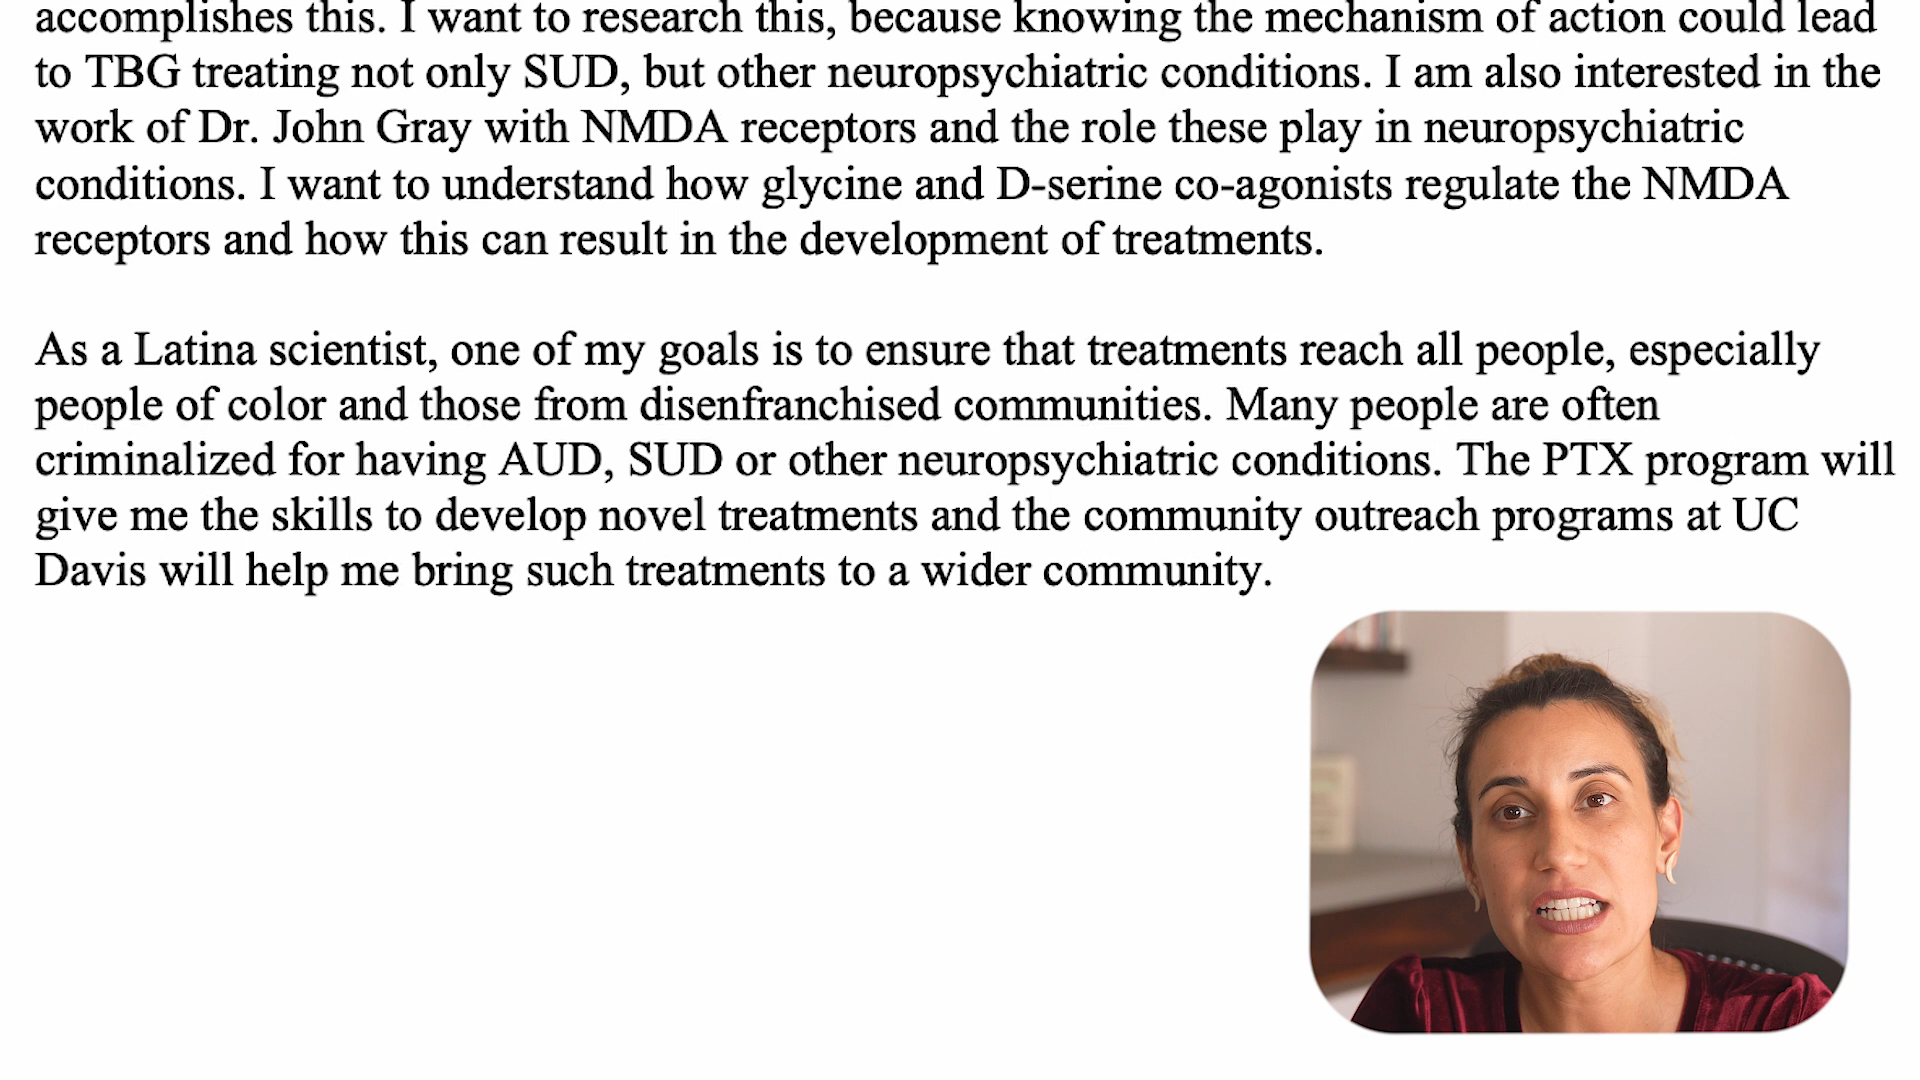 accomplishes this. I want to research this, because knowing the mechanism of action could lead
to TBG treating not only SUD, but other neuropsychiatric conditions. I am also interested in the
work of Dr. John Gray with NMDA receptors and the role these play in neuropsychiatric
conditions. I want to understand how glycine and D-serine co-agonists regulate the NMDA
receptors and how this can result in the development of treatments.
As a Latina scientist, one of my goals is to ensure that treatments reach all people, especially
people of color and those from disenfranchised communities. Many people are often
criminalized for having AUD, SUD or other neuropsychiatric conditions. The PTX program will
give me the skills to develop novel treatments and the community outreach programs at UC
Davis will help me bring such treatments to a wider community.